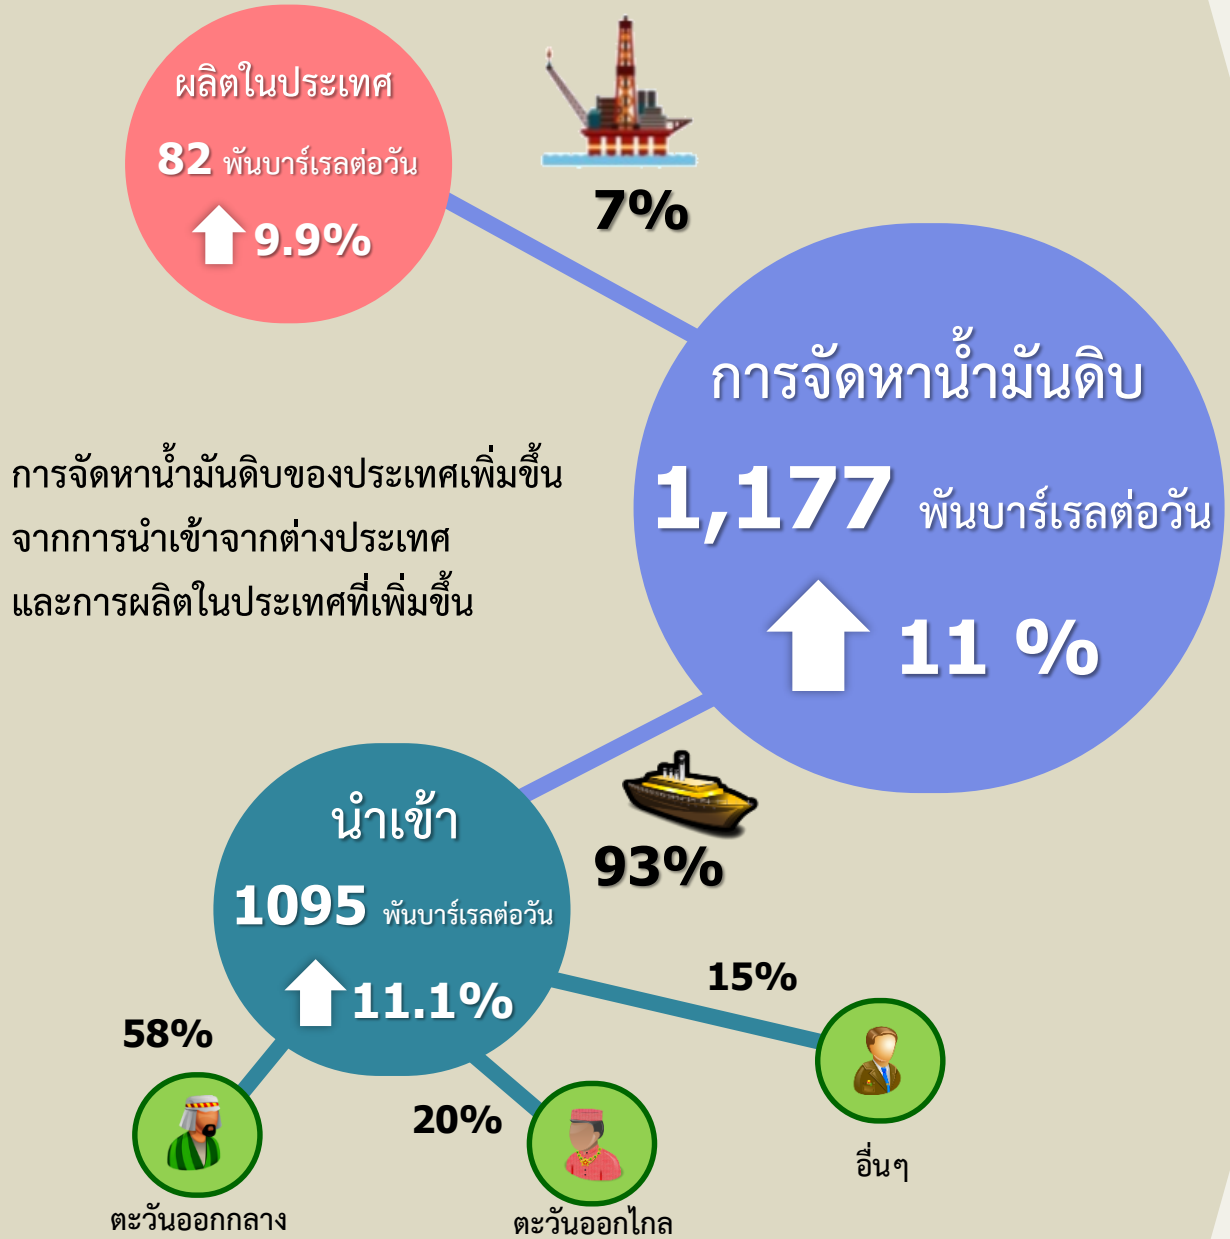 ผลิตในประเทศ
82 พันบาร์เรลต่อวัน
9.9%
7%
การจัดหาน้ำมันดิบ
1,177 พันบาร์เรลต่อวัน
11 %
การจัดหาน้ำมันดิบของประเทศเพิ่มขึ้น
จากการนำเข้าจากต่างประเทศ
และการผลิตในประเทศที่เพิ่มขึ้น
93%
นำเข้า
1095 พันบาร์เรลต่อวัน
11.1%
58%
ตะวันออกกลาง
20%
ตะวันออกไกล
15%
อื่นๆ